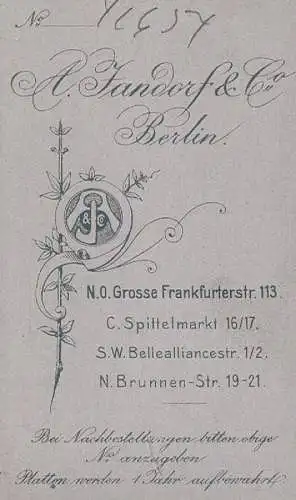 No. 11657
A. Jandorf & Co.
Berlin.
A J & Co
N.O. Grosse Frankfurterstr. 113.
C. Spittelmarkt 16/17.
S.W. Bellealliancestr. 1/2.
N. Brunnen-Str. 19-21.
Bei Nachbestellungen bitten obige
No. anzugeben
Platten werden 1 Jahr aufbewahrt.